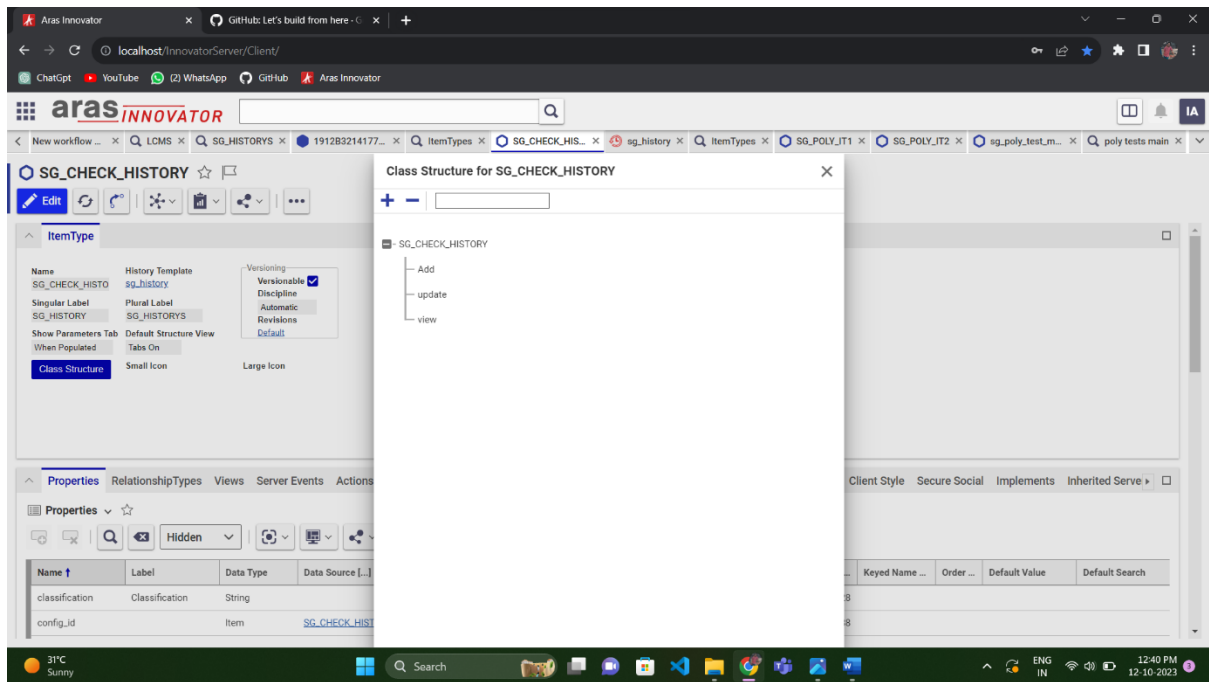 Aras Innovator
GitHub: Let's build from here · G
localhost/InnovatorServer/Client/
ChatGpt YouTube (2) WhatsApp GitHub Aras Innovator
aras INNOVATOR
IA
New workflow ... LCMS SG_HISTORYS 1912B3214177... ItemTypes SG_CHECK_HIS... sg_history ItemTypes SG_POLY_IT1 SG_POLY_IT2 sg_poly_test_m... poly tests main
SG_CHECK_HISTORY
Edit
ItemType
Name History Template Versioning
SG_CHECK_HISTO sg_history Versionable
Discipline
Singular Label Plural Label Automatic
SG_HISTORY SG_HISTORYS Revisions
Show Parameters Tab Default Structure View Default
When Populated Tabs On
Class Structure Small Icon Large Icon
Class Structure for SG_CHECK_HISTORY
SG_CHECK_HISTORY
Add
update
view
Properties RelationshipTypes Views Server Events Actions Client Style Secure Social Implements Inherited Serve
Properties
Hidden
Name Label Data Type Data Source [...] Keyed Name ... Order ... Default Value Default Search
classification Classification String
config_id Item SG_CHECK_HIST
31°C
Sunny
Search
ENG
IN
12:40 PM
12-10-2023
3